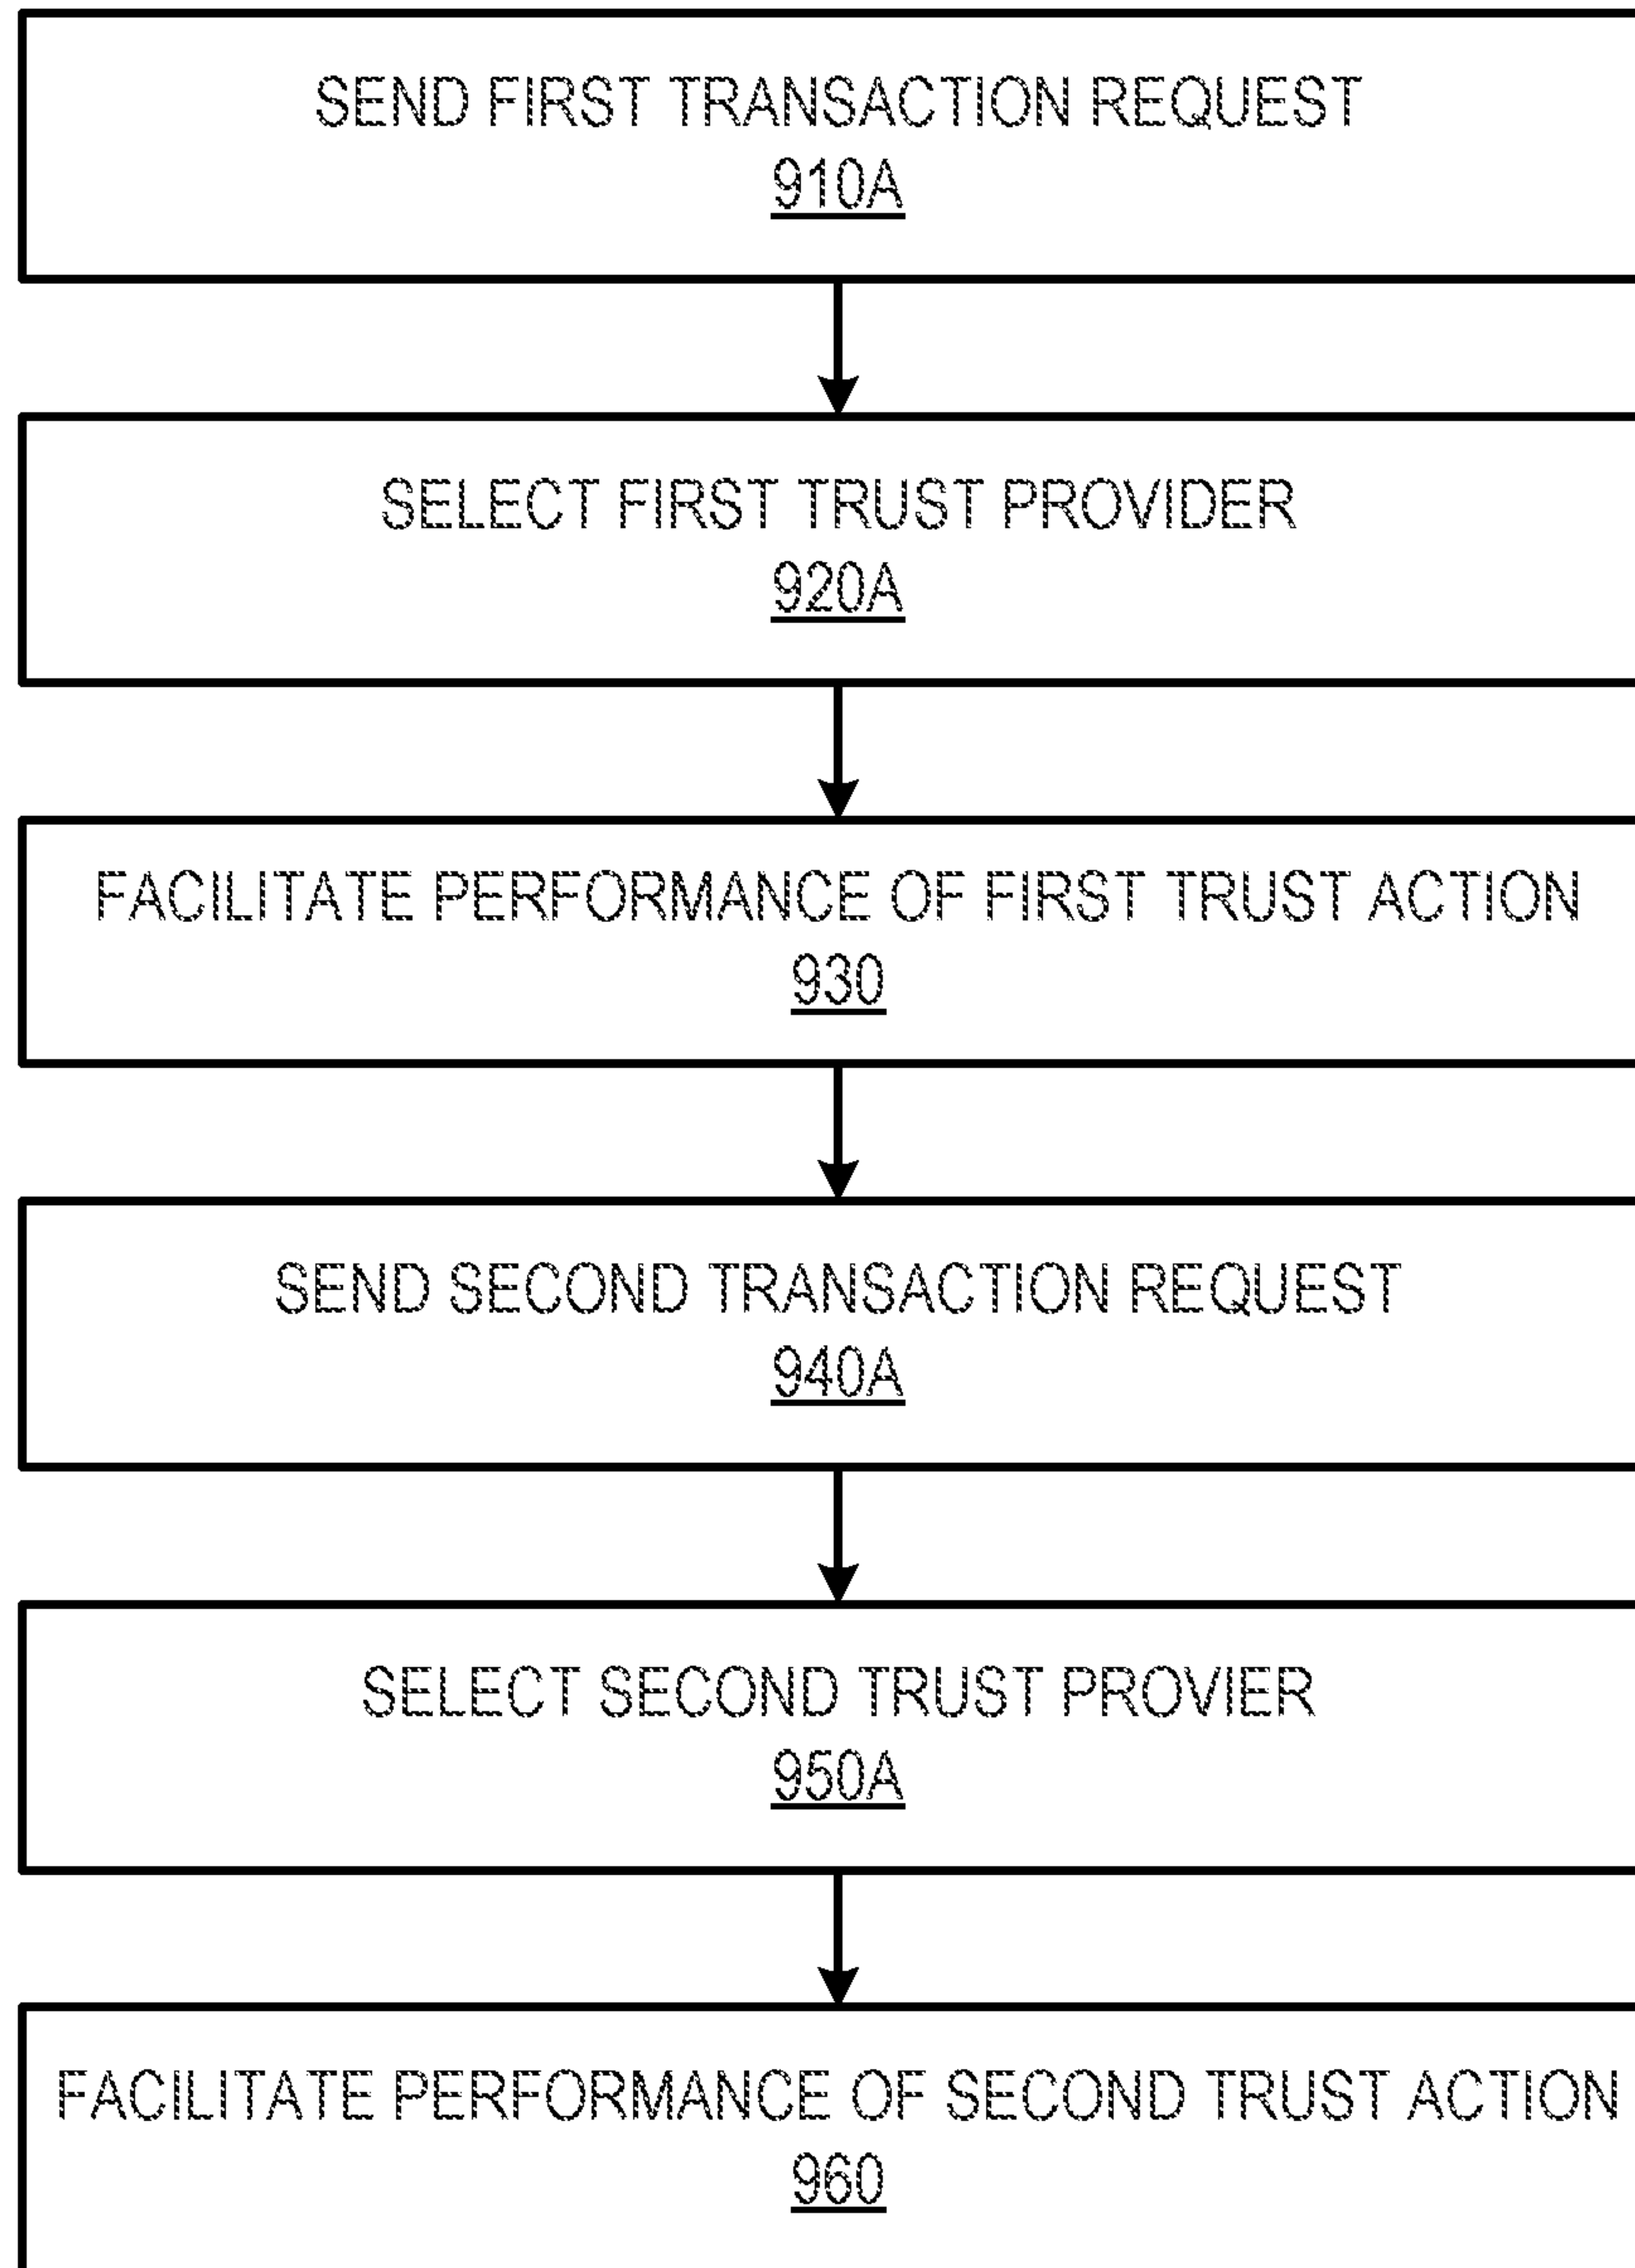 SEND FIRST TRANSACTION REQUEST
910A
SELECT FIRST TRUST PROVIDER
920A
FACILITATE PERFORMANCE OF FIRST TRUST ACTION
930
SEND SECOND TRANSACTION REQUEST
940A
SELECT SECOND TRUST PROVIER
950A
FACILITATE PERFORMANCE OF SECOND TRUST ACTION
960